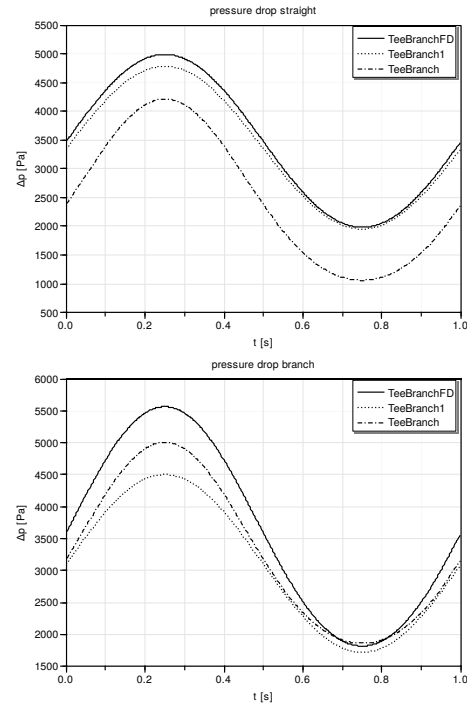 pressure drop straight
5500
5000
4500
4000
3500
3000
2500
2000
1500
1000
500
Δp [Pa]
TeeBranchFD
TeeBranch1
TeeBranch
0.0 0.2 0.4 0.6 0.8 1.0
t [s]
pressure drop branch
6000
5500
5000
4500
4000
3500
3000
2500
2000
1500
Δp [Pa]
TeeBranchFD
TeeBranch1
TeeBranch
0.0 0.2 0.4 0.6 0.8 1.0
t [s]